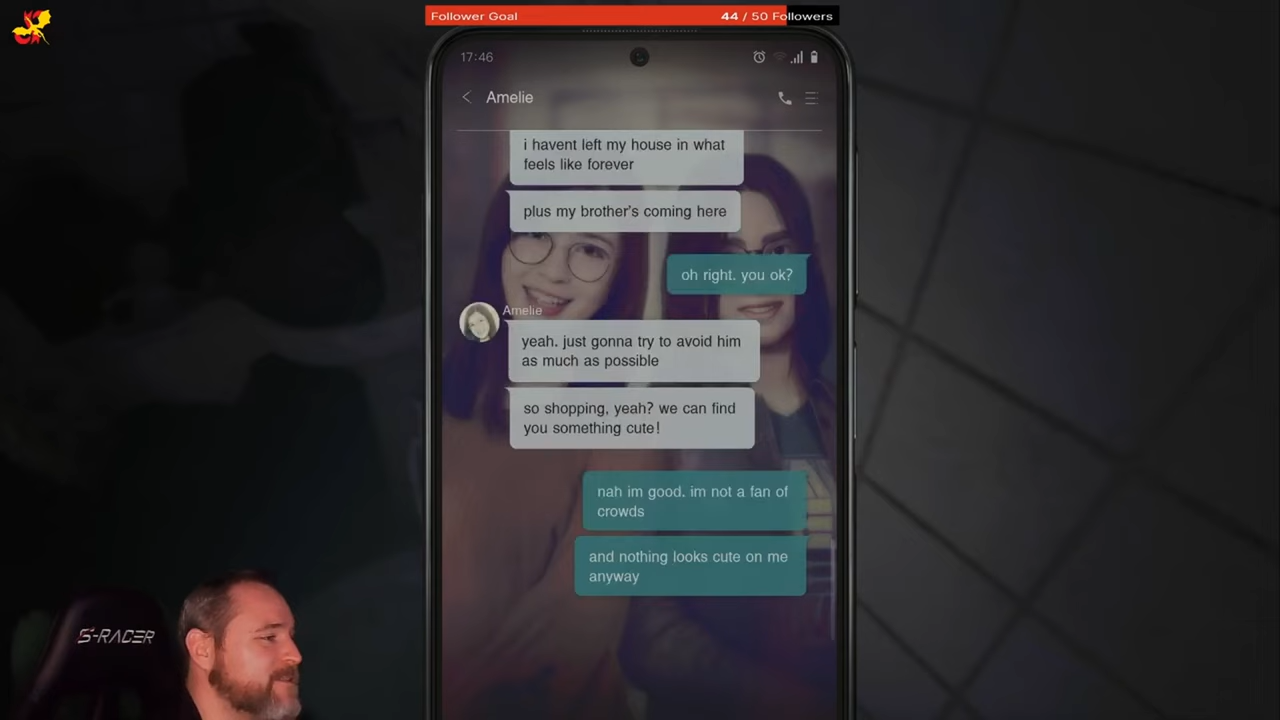 Follower Goal
44 / 50 Followers
17:46
Amelie
i havent left my house in what
feels like forever
plus my brother's coming here
oh right. you ok?
Amelie
yeah. just gonna try to avoid him
as much as possible
so shopping, yeah? we can find
you something cute!
nah im good. im not a fan of
crowds
and nothing looks cute on me
anyway
S-RACER